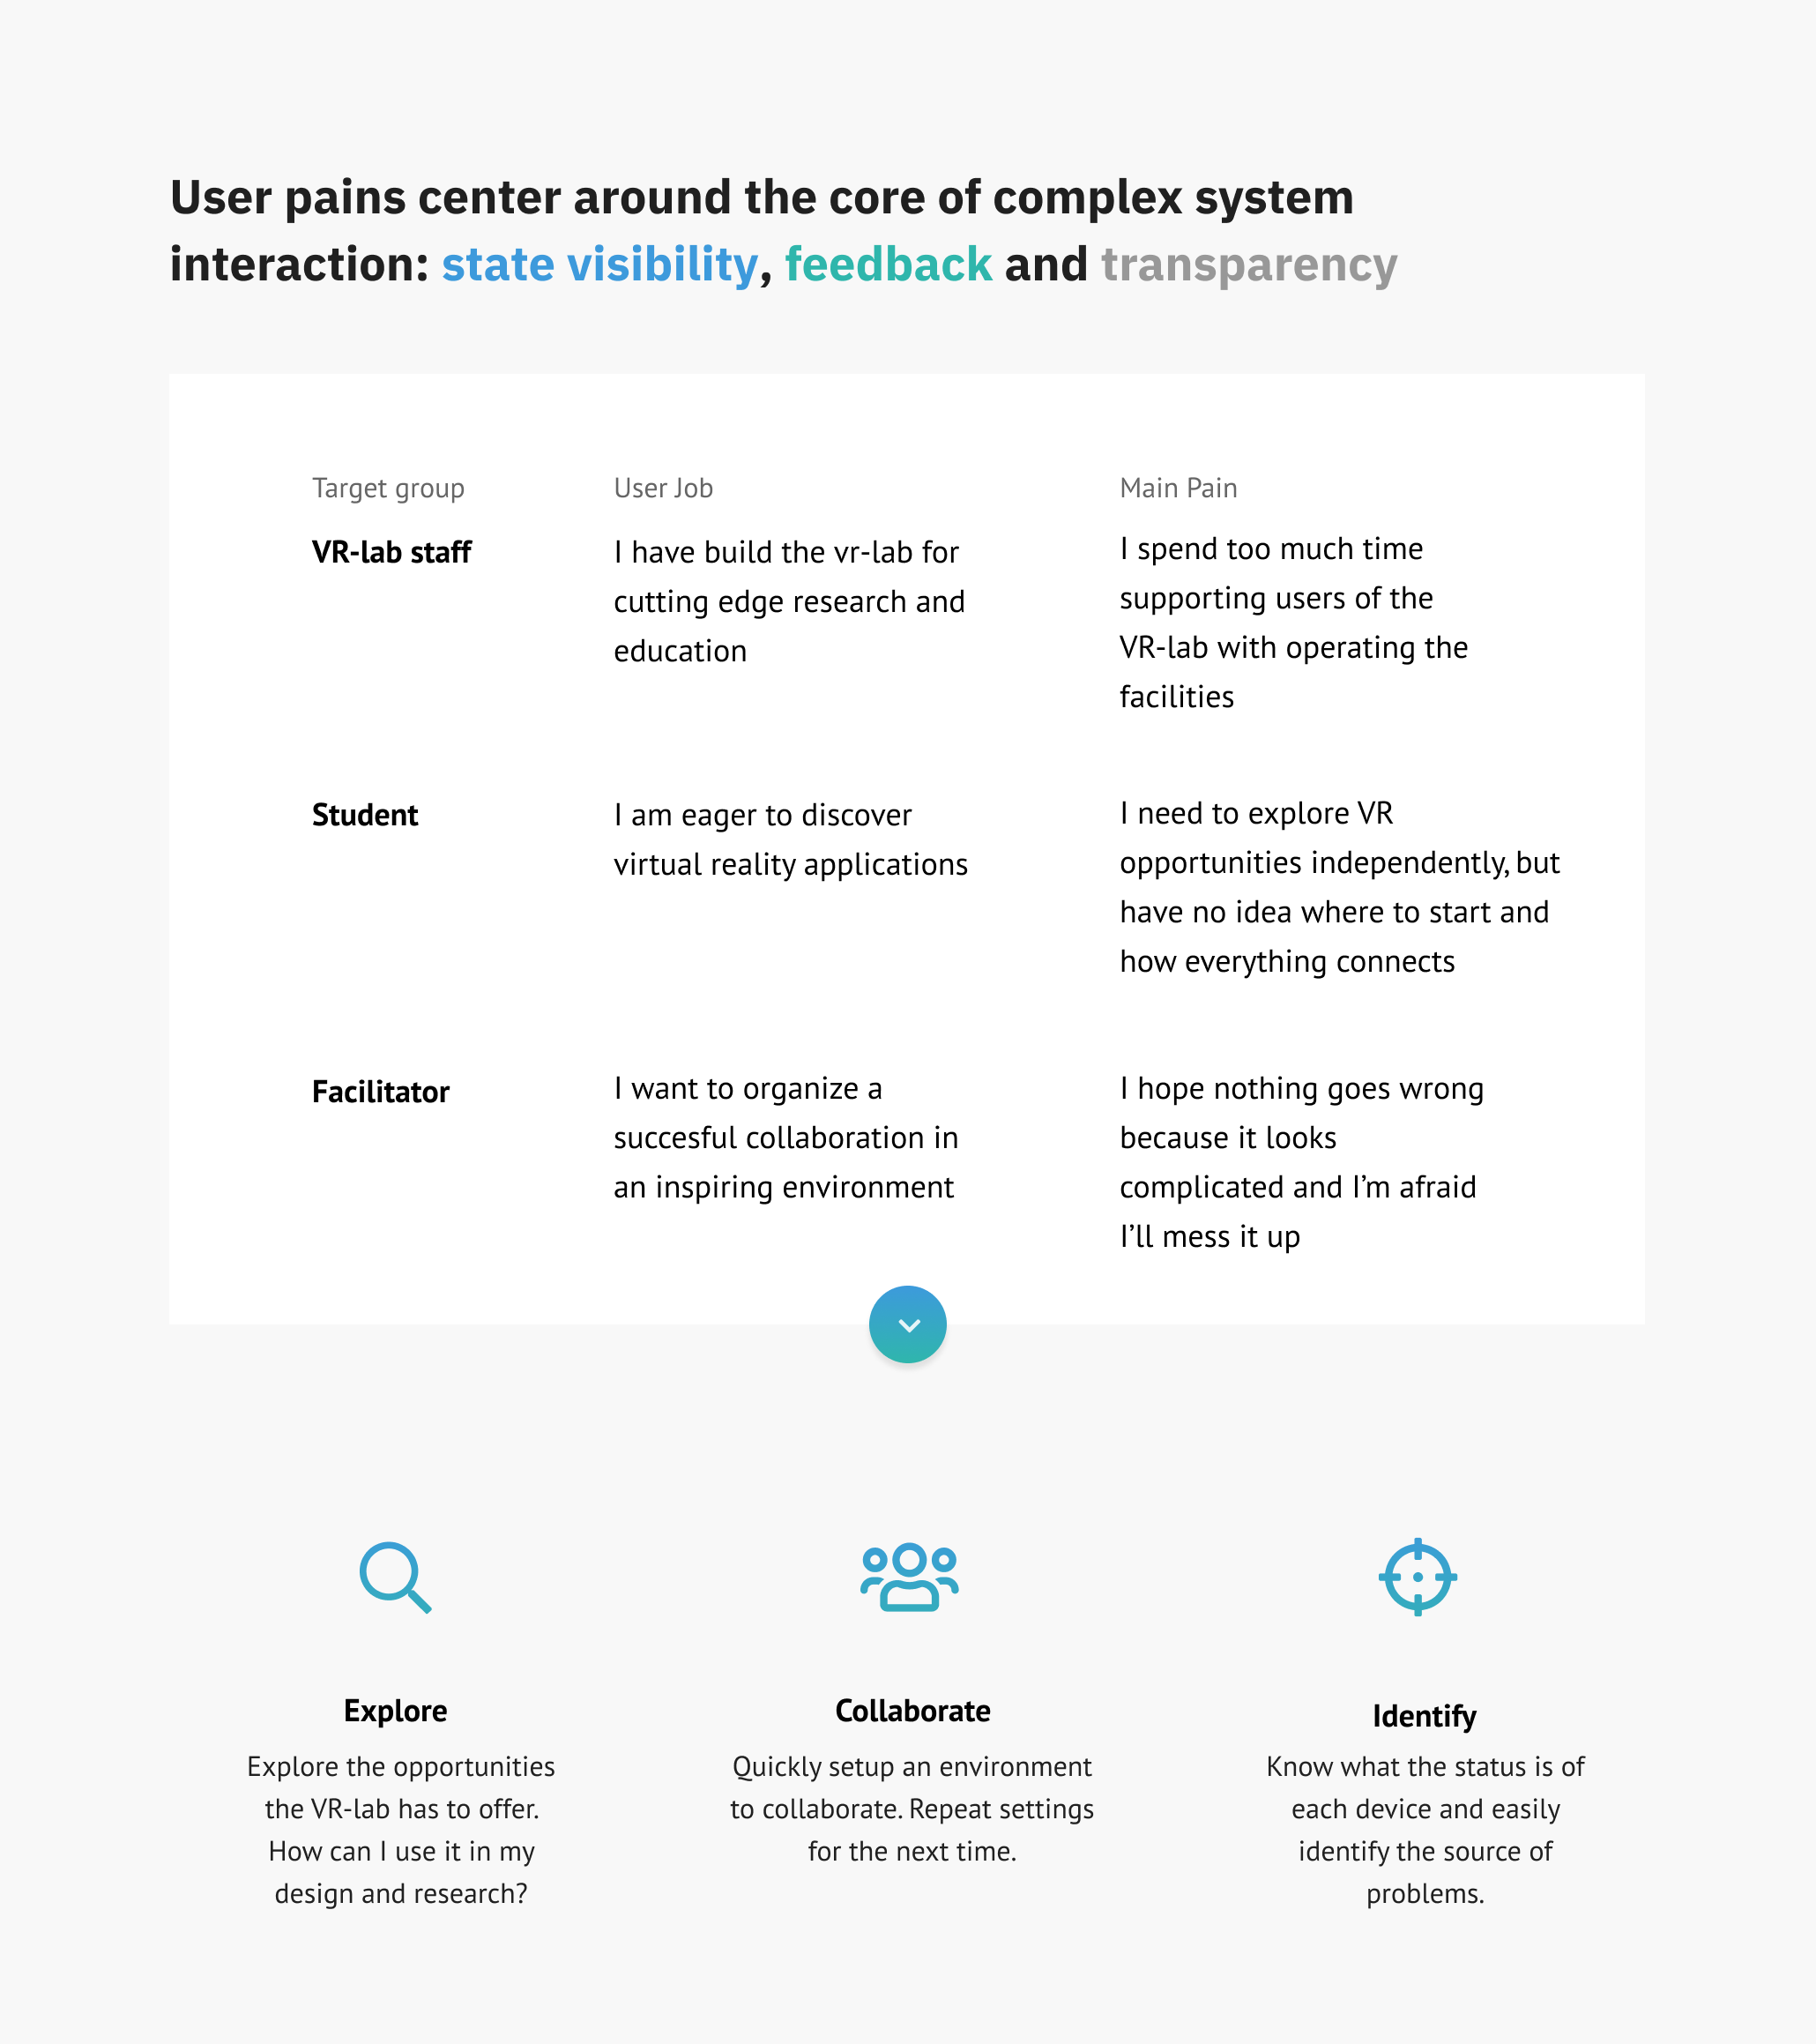 User pains center around the core of complex system
interaction: state visibility, feedback and transparency
Target group
User Job
Main Pain
VR-lab staff
I have build the vr-lab for
cutting edge research and
education
I spend too much time
supporting users of the
VR-lab with operating the
facilities
Student
I am eager to discover
virtual reality applications
I need to explore VR
opportunities independently, but
have no idea where to start and
how everything connects
Facilitator
I want to organize a
succesful collaboration in
an inspiring environment
I hope nothing goes wrong
because it looks
complicated and I’m afraid
I’ll mess it up
Explore
Explore the opportunities
the VR-lab has to offer.
How can I use it in my
design and research?
Collaborate
Quickly setup an environment
to collaborate. Repeat settings
for the next time.
Identify
Know what the status is of
each device and easily
identify the source of
problems.